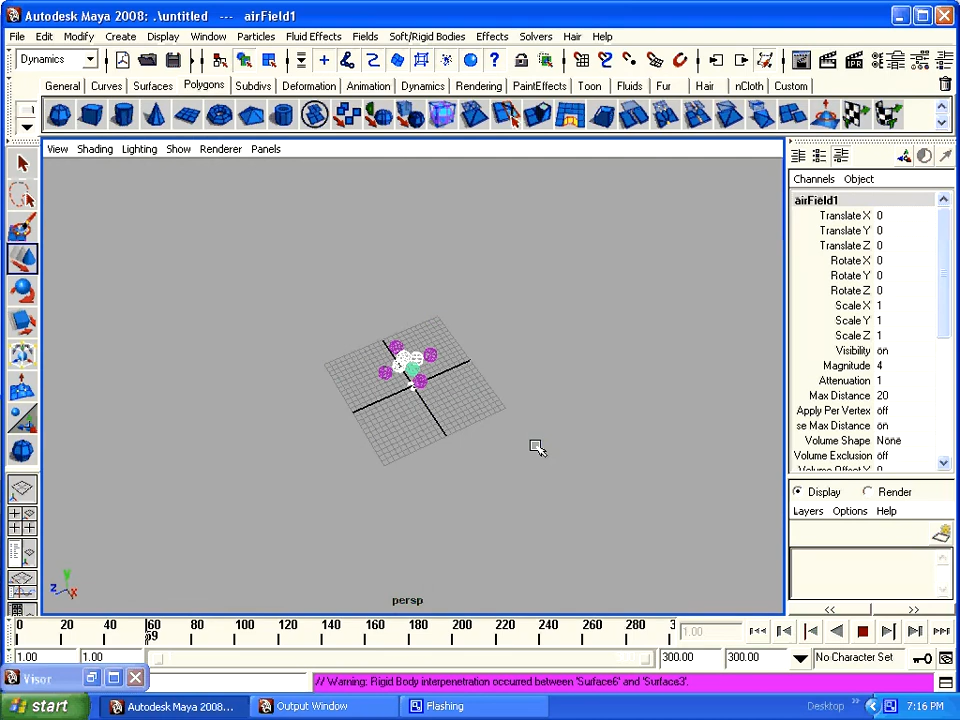 Autodesk Maya 2008: .\untitled --- airField1
File Edit Modify Create Display Window Particles Fluid Effects Fields Soft/Rigid Bodies Effects Solvers Hair Help
Dynamics
General Curves Surfaces Polygons Subdivs Deformation Animation Dynamics Rendering PaintEffects Toon Fluids Fur Hair nCloth Custom
View Shading Lighting Show Renderer Panels
Channels Object
airField1
Translate X 0
Translate Y 0
Translate Z 0
Rotate X 0
Rotate Y 0
Rotate Z 0
Scale X 1
Scale Y 1
Scale Z 1
Visibility on
Magnitude 4
Attenuation 1
Max Distance 20
Apply Per Vertex off
se Max Distance on
Volume Shape None
Volume Exclusion off
Volume Offset Y 0
Display Render
Layers Options Help
y
z x
persp
<< >>
0 20 40 60 80 100 120 140 160 180 200 220 240 260 280 3
59
1.00
1.00 1.00 300.00 300.00 No Character Set
Visor
// Warning: Rigid Body interpenetration occurred between 'Surface6' and 'Surface3'.
start Autodesk Maya 2008... Output Window Flashing Desktop » 7:16 PM